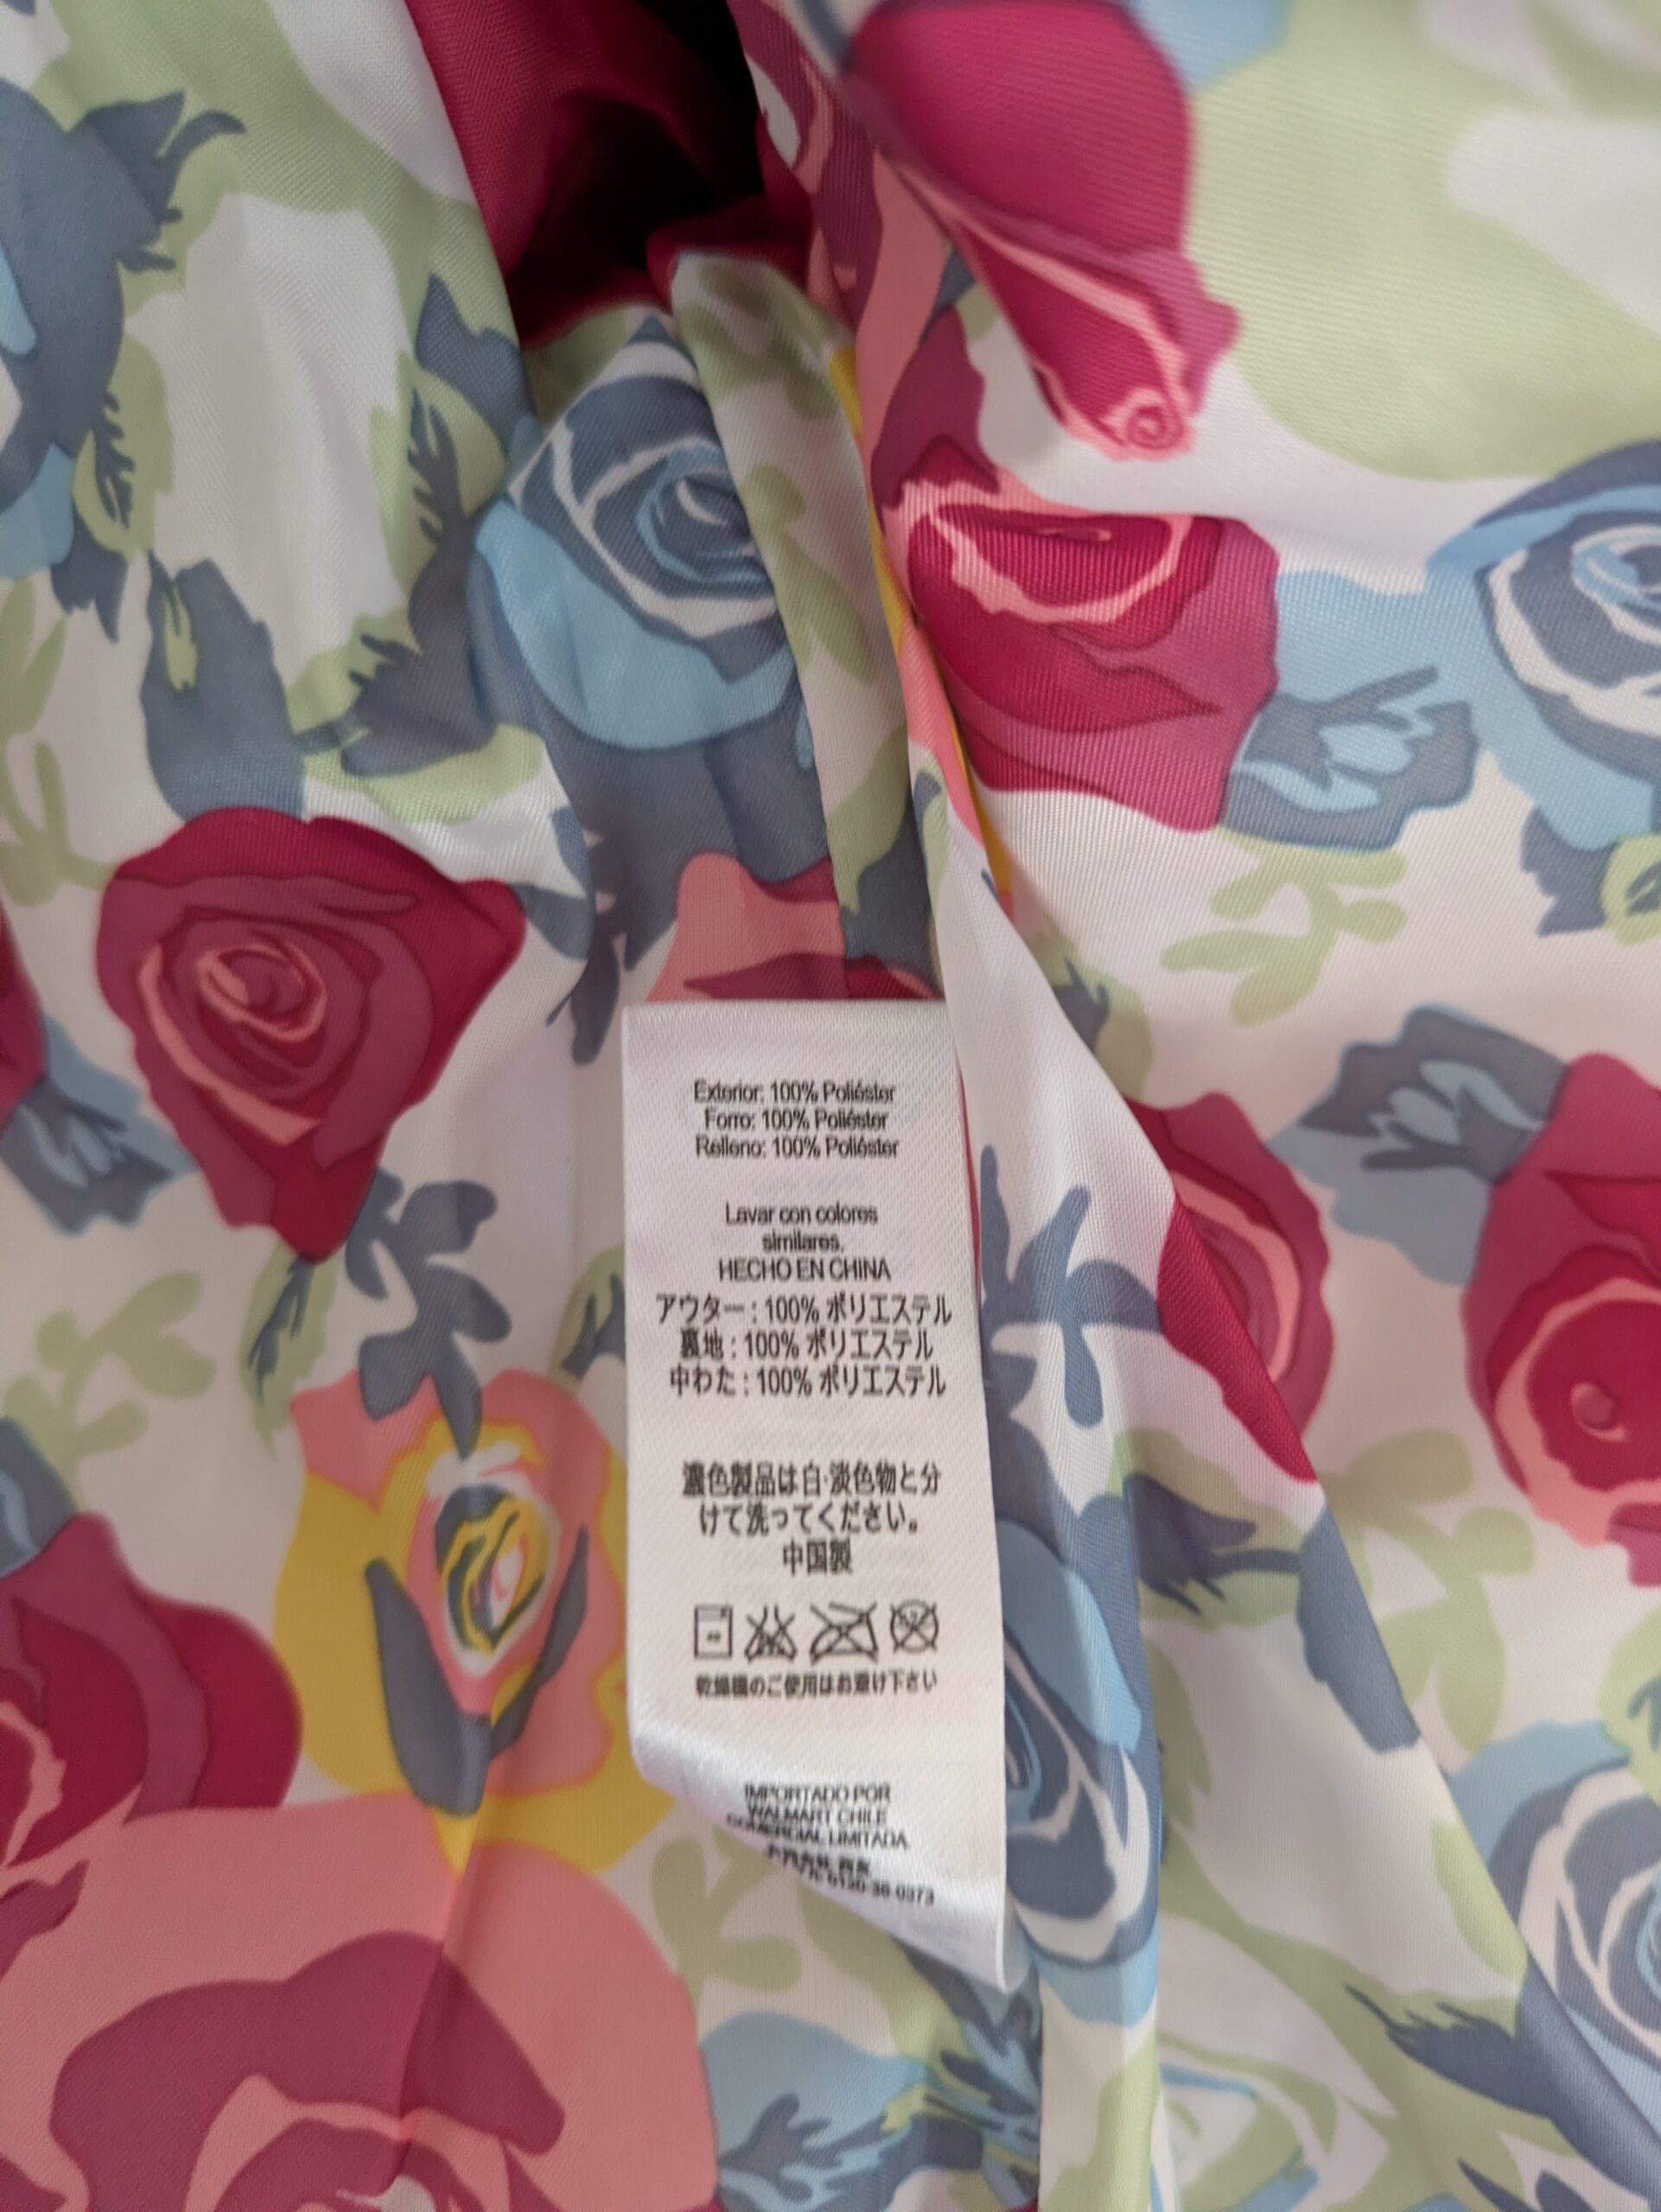 Exterior: 100% Poliéster
Forro: 100% Poliéster
Relleno: 100% Poliéster
Lavar con colores
similares.
HECHO EN CHINA
アウター : 100% ポリエステル
裏地 : 100% ポリエステル
中わた : 100% ポリエステル
濃色製品は白·淡色物と分
けて洗ってください。
中国製
乾燥機のご使用はお避け下さい
IMPORTADO POR
WALMART CHILE
COMERCIAL LIMITADA
0120-36-0373